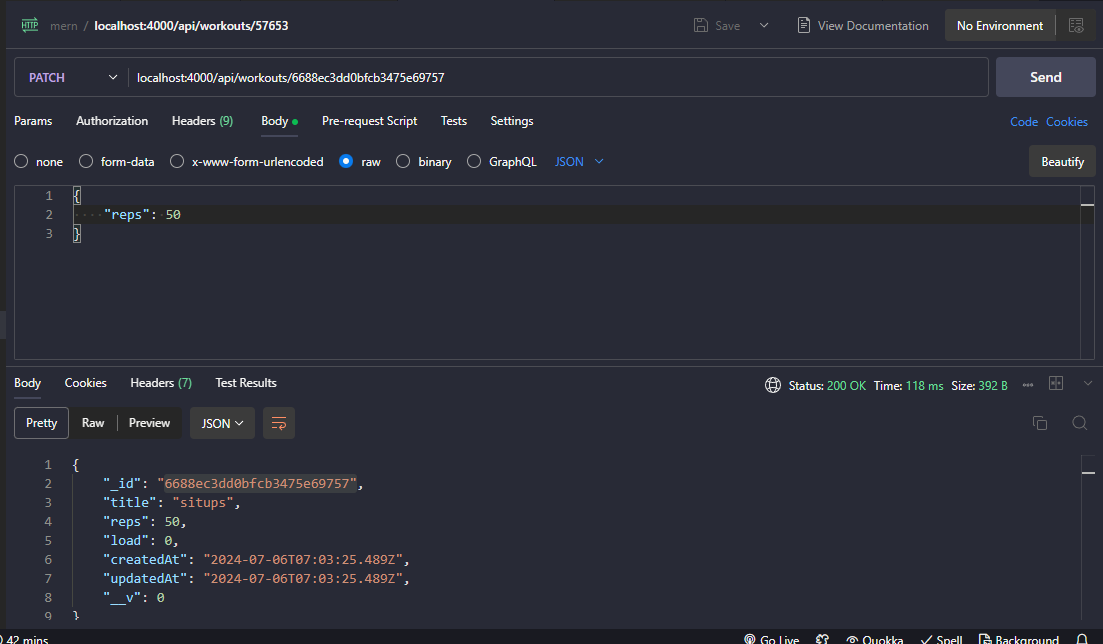 HTTP mern / localhost:4000/api/workouts/57653 Save View Documentation No Environment
PATCH localhost:4000/api/workouts/6688ec3dd0bfcb3475e69757 Send
Params Authorization Headers (9) Body Pre-request Script Tests Settings Code Cookies
none form-data x-www-form-urlencoded raw binary GraphQL JSON Beautify
1 {
2 "reps": 50
3 }
Body Cookies Headers (7) Test Results Status: 200 OK Time: 118 ms Size: 392 B
Pretty Raw Preview JSON
1 {
2 "_id": "6688ec3dd0bfcb3475e69757",
3 "title": "situps",
4 "reps": 50,
5 "load": 0,
6 "createdAt": "2024-07-06T07:03:25.489Z",
7 "updatedAt": "2024-07-06T07:03:25.489Z",
8 "__v": 0
9 }
42 mins Go Live Quokka Spell Background